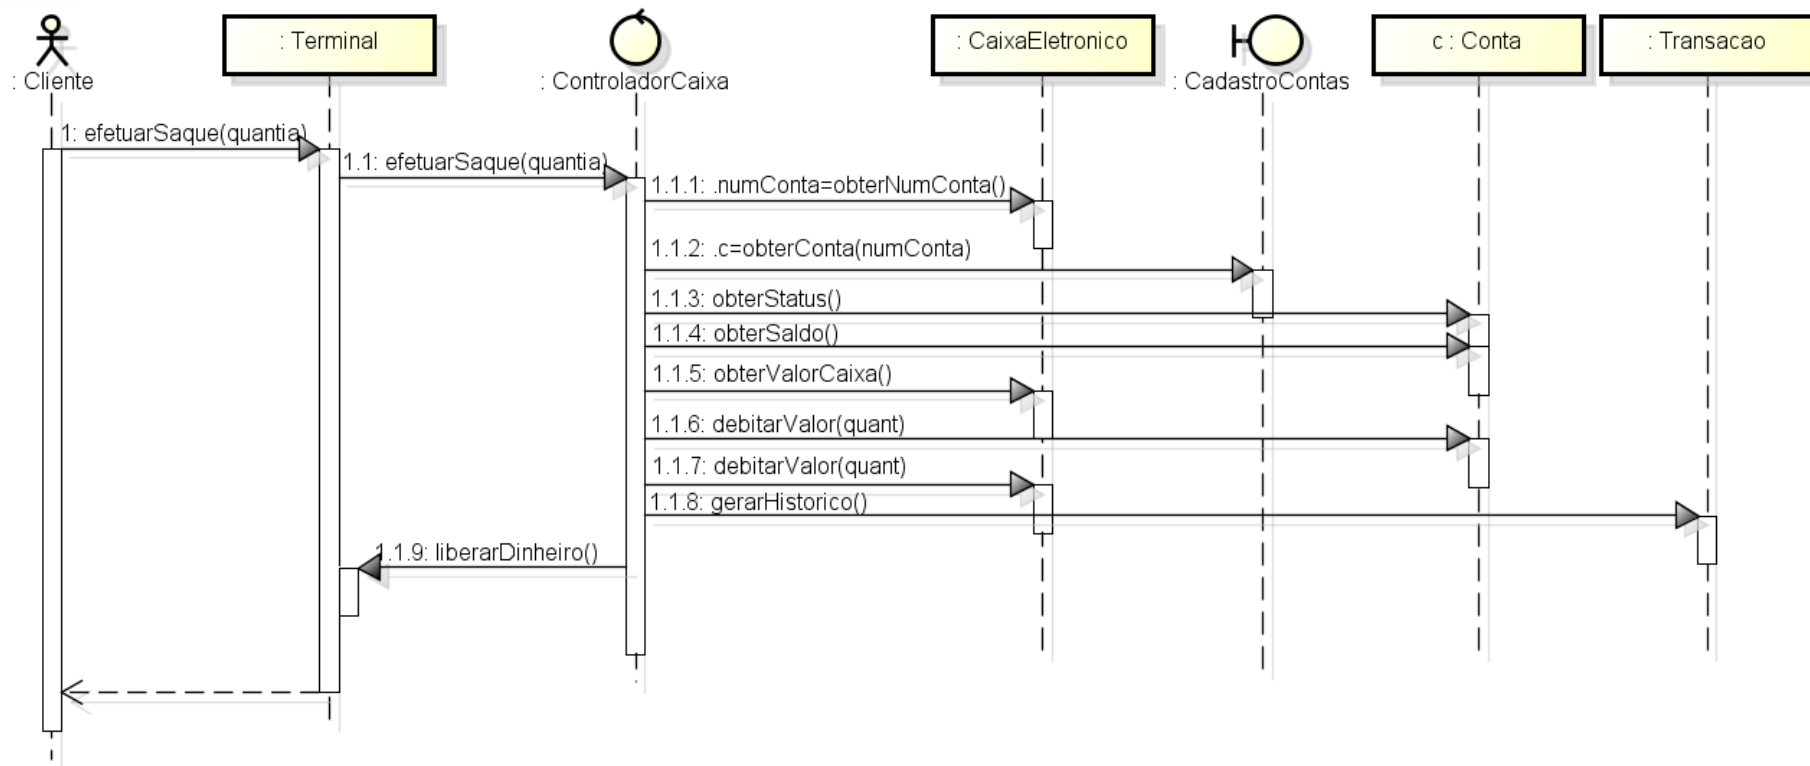 : Cliente
: Terminal
: ControladorCaixa
: CaixaEletronico
: CadastroContas
c : Conta
: Transacao
1: efetuarSaque(quantia)
1.1: efetuarSaque(quantia)
1.1.1: .numConta=obterNumConta()
1.1.2: .c=obterConta(numConta)
1.1.3: obterStatus()
1.1.4: obterSaldo()
1.1.5: obterValorCaixa()
1.1.6: debitarValor(quant)
1.1.7: debitarValor(quant)
1.1.8: gerarHistorico()
1.1.9: liberarDinheiro()